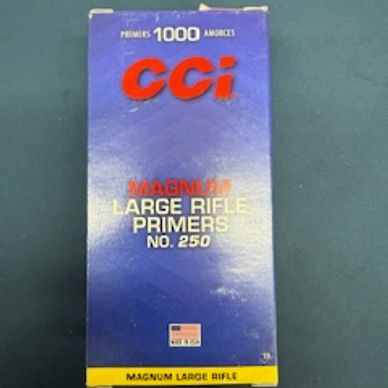 PRIMERS 1000 AMORCES
CCi
MAGNUM
LARGE RIFLE
PRIMERS
NO. 250
MADE IN USA
MAGNUM LARGE RIFLE